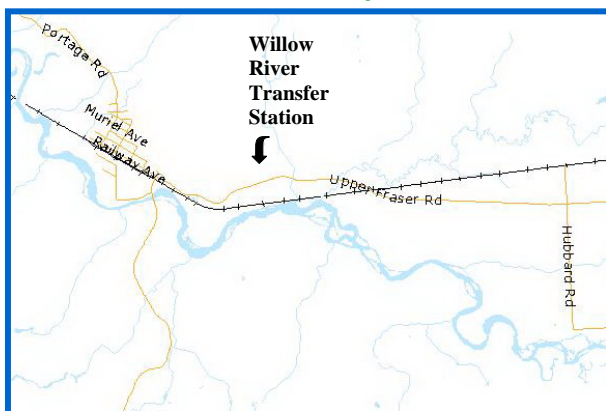 Portage Rd
Willow
River
Transfer
Station
Muriel Ave
Railway Ave
Upper Fraser Rd
Hubbard Rd